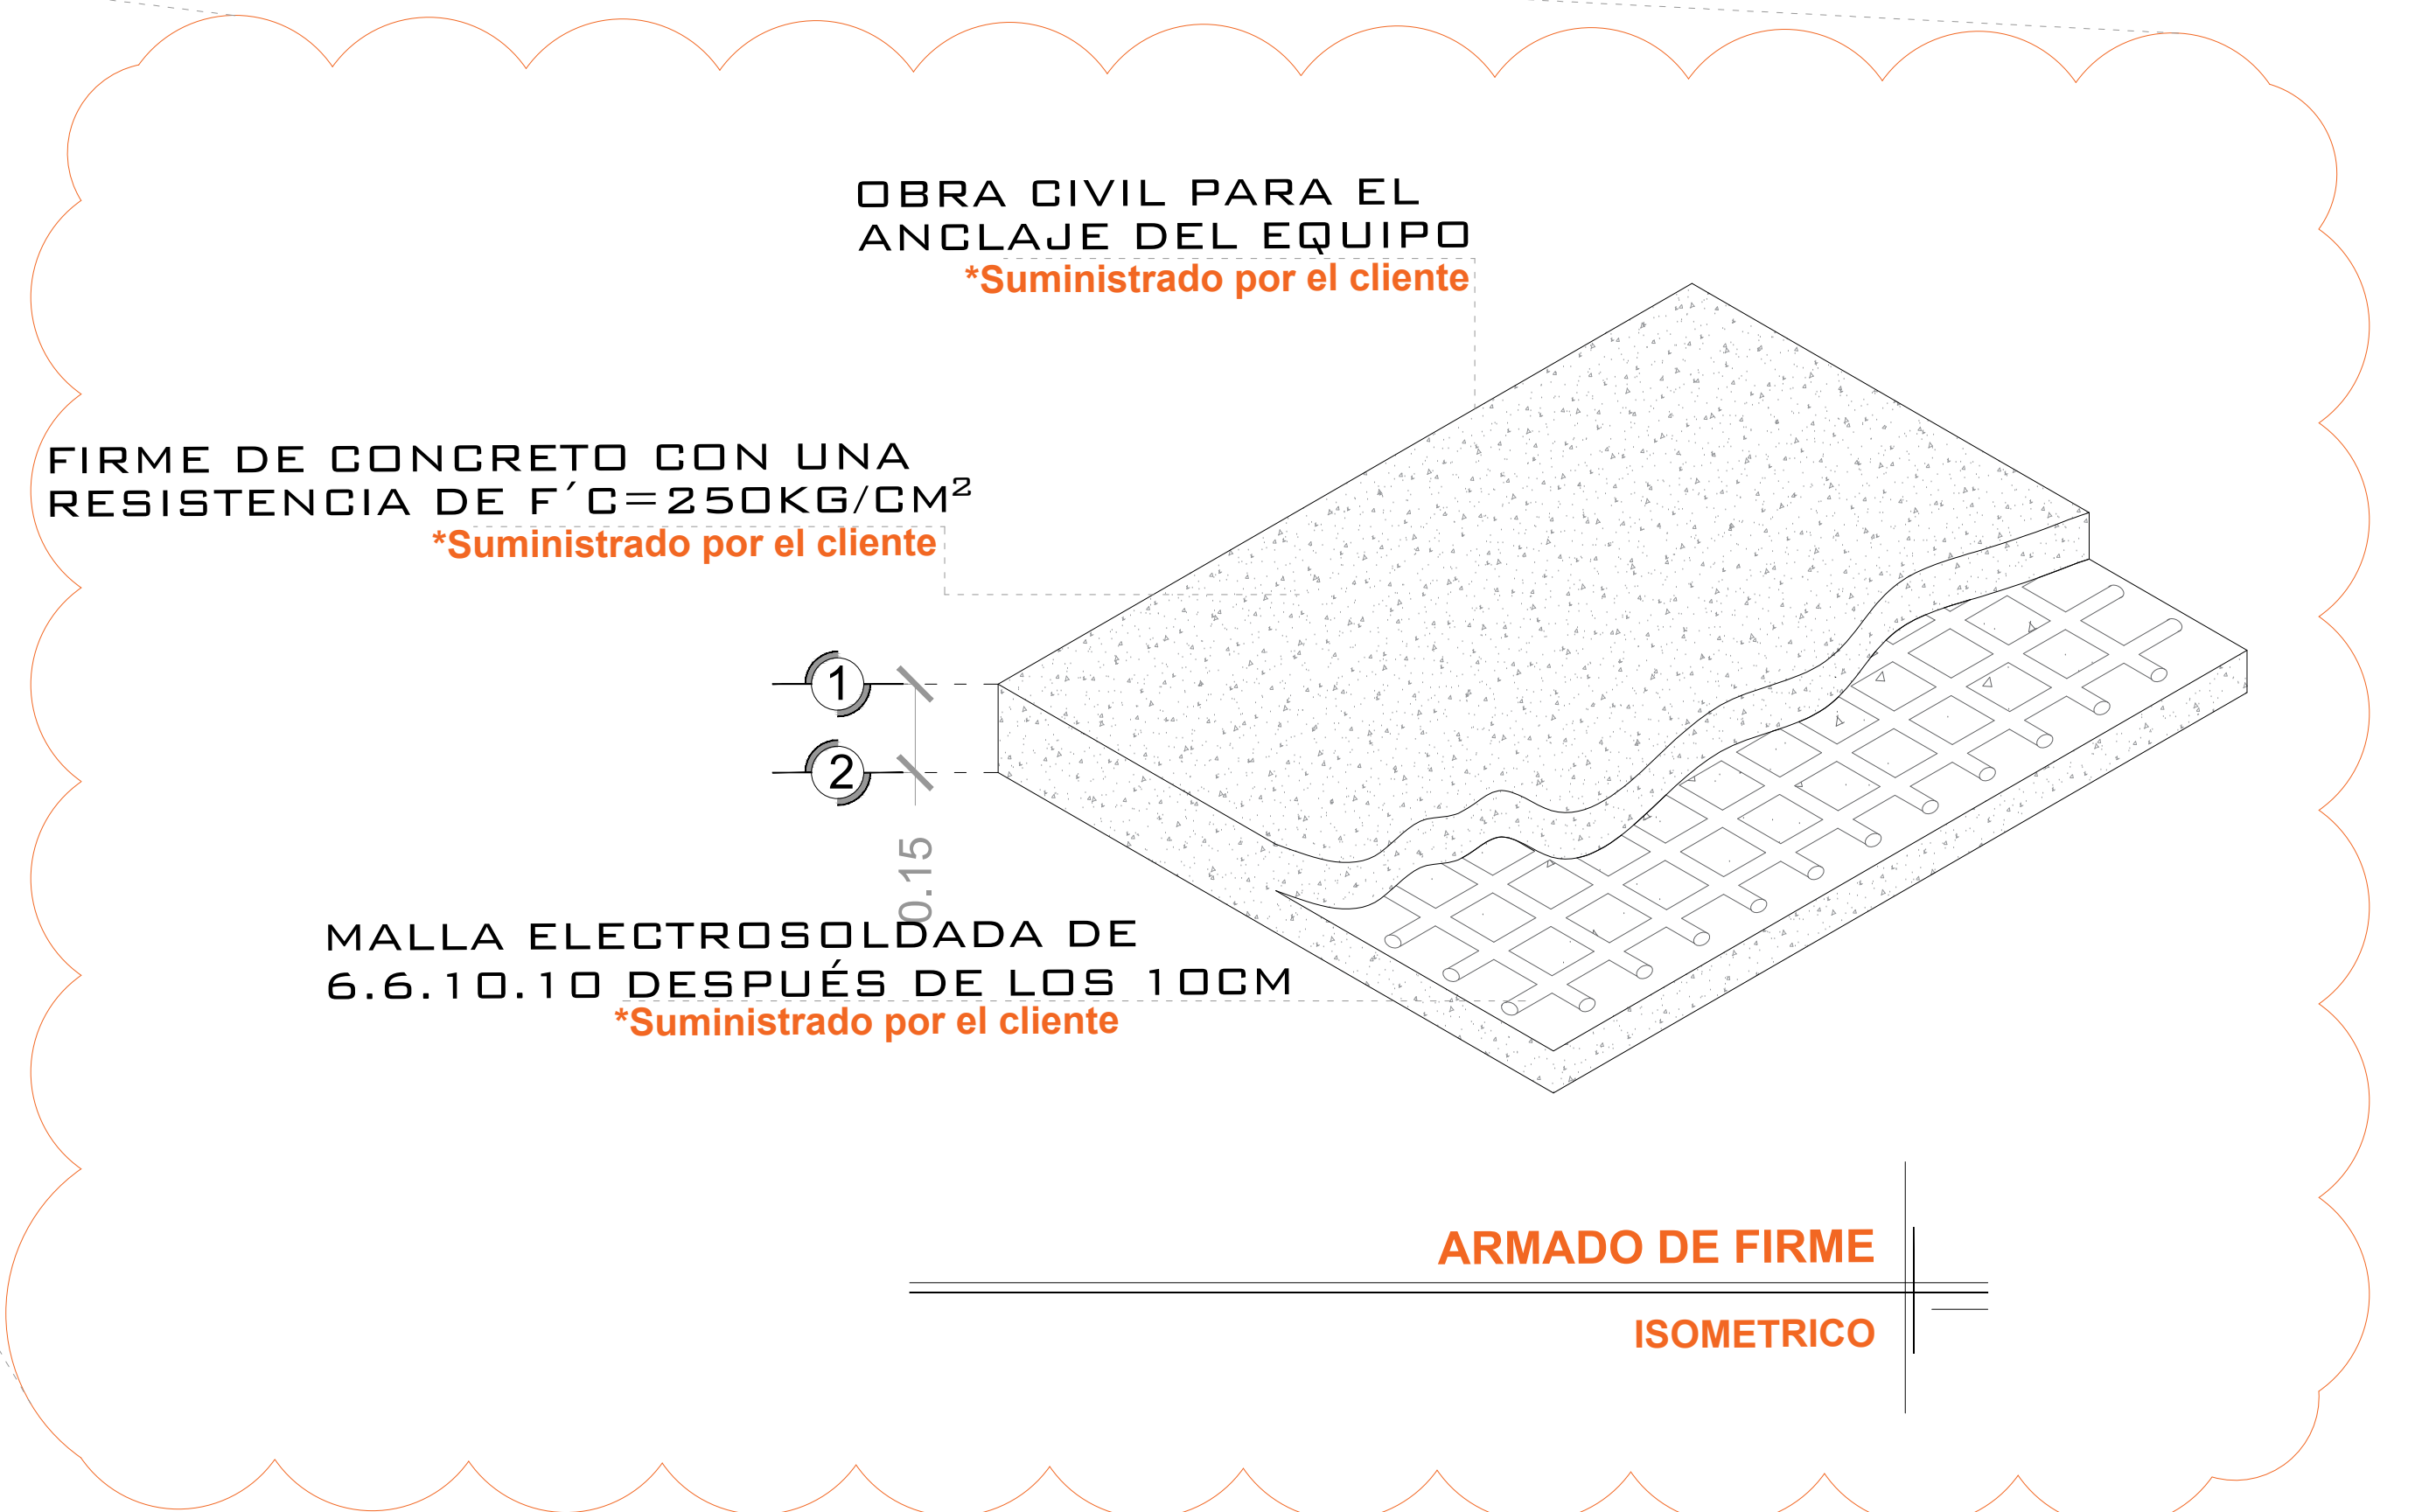 OBRA CIVIL PARA EL
ANCLAJE DEL EQUIPO
*Suministrado por el cliente
FIRME DE CONCRETO CON UNA
RESISTENCIA DE F´C=250KG/CM²
*Suministrado por el cliente
1
2
0.15
MALLA ELECTROSOLDADA DE
6.6.10.10 DESPUÉS DE LOS 10CM
*Suministrado por el cliente
ARMADO DE FIRME
ISOMETRICO